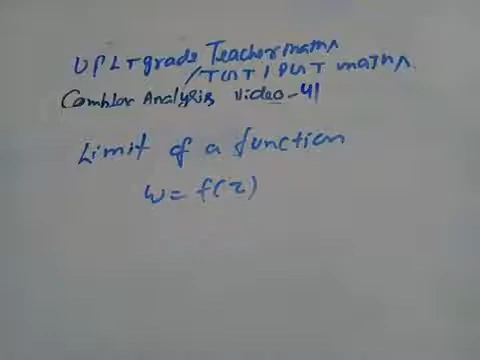 UP LT grade Teacher maths
/TGT/PGT maths
Complex Analysis Video-41
Limit of a function
w = f(z)